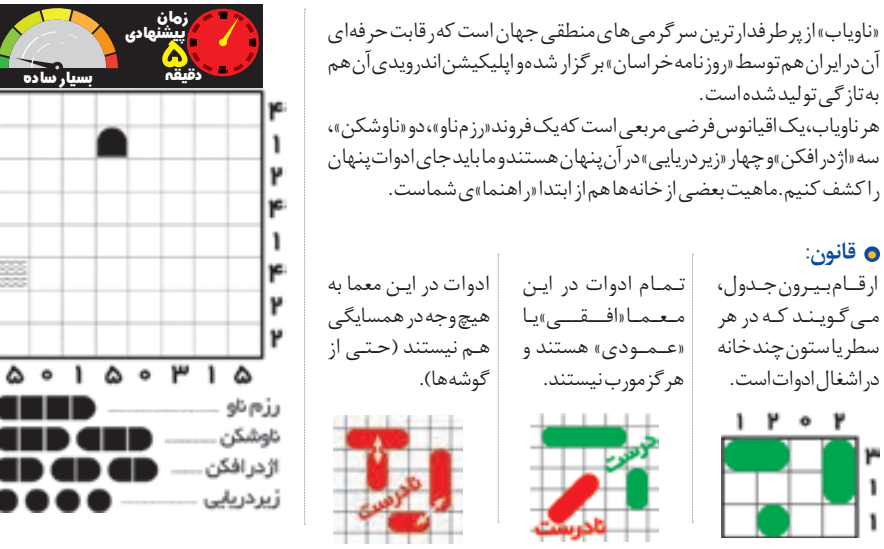 «ناویاب» از پرطرفدارترین سرگرمی‌های منطقی جهان است که رقابت حرفه‌ای
آن در ایران هم توسط «روزنامه خراسان» برگزار شده و اپلیکیشن اندرویدی آن هم
به تازگی تولید شده است.
هر ناویاب، یک اقیانوس فرضی مربعی است که یک فروند «رزم‌ناو»، دو «ناوشکن»،
سه «اژدرافکن» و چهار «زیردریایی» در آن پنهان هستند و ما باید جای ادوات پنهان
را کشف کنیم. ماهیت بعضی از خانه‌ها هم از ابتدا «راهنما»ی شماست.
قانون:
ارقام بیرون جدول،
می‌گویند که در هر
سطر یا ستون چند خانه
در اشغال ادوات است.
۱ ۲ ۰ ۲
۳
۱
۱
تمام ادوات در این
معما «افقی» یا
«عمودی» هستند و
هرگز مورب نیستند.
درست
نادرست
ادوات در این معما به
هیچ وجه در همسایگی
هم نیستند (حتی از
گوشه‌ها).
نادرست
زمان
پیشنهادی
۵
دقیقه
بسیار ساده
۴
۱
۲
۴
۱
۴
۲
۲
۵ ۰ ۱ ۵ ۰ ۳ ۱ ۵
رزم ناو
ناوشکن
اژدرافکن
زیردریایی